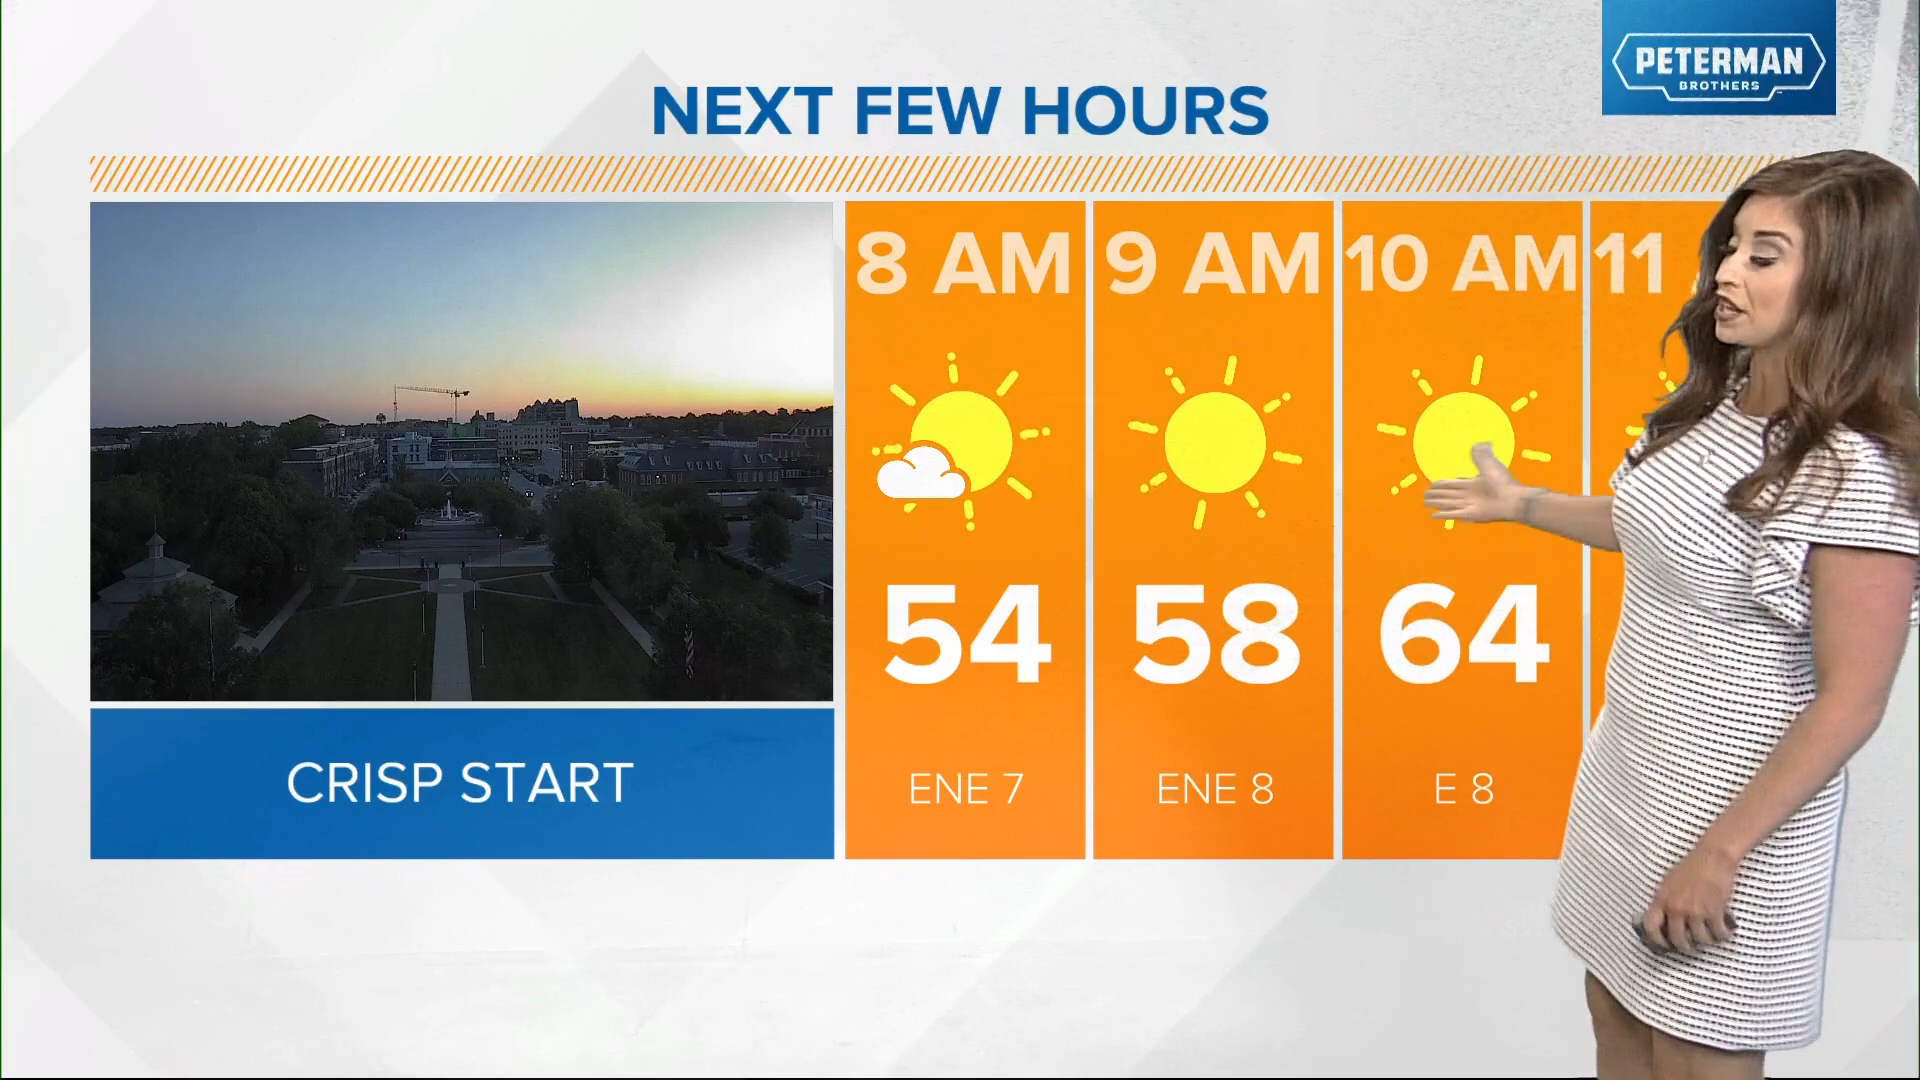 PETERMAN
BROTHERS
NEXT FEW HOURS
8 AM
54
ENE 7
9 AM
58
ENE 8
10 AM
64
E 8
11
CRISP START